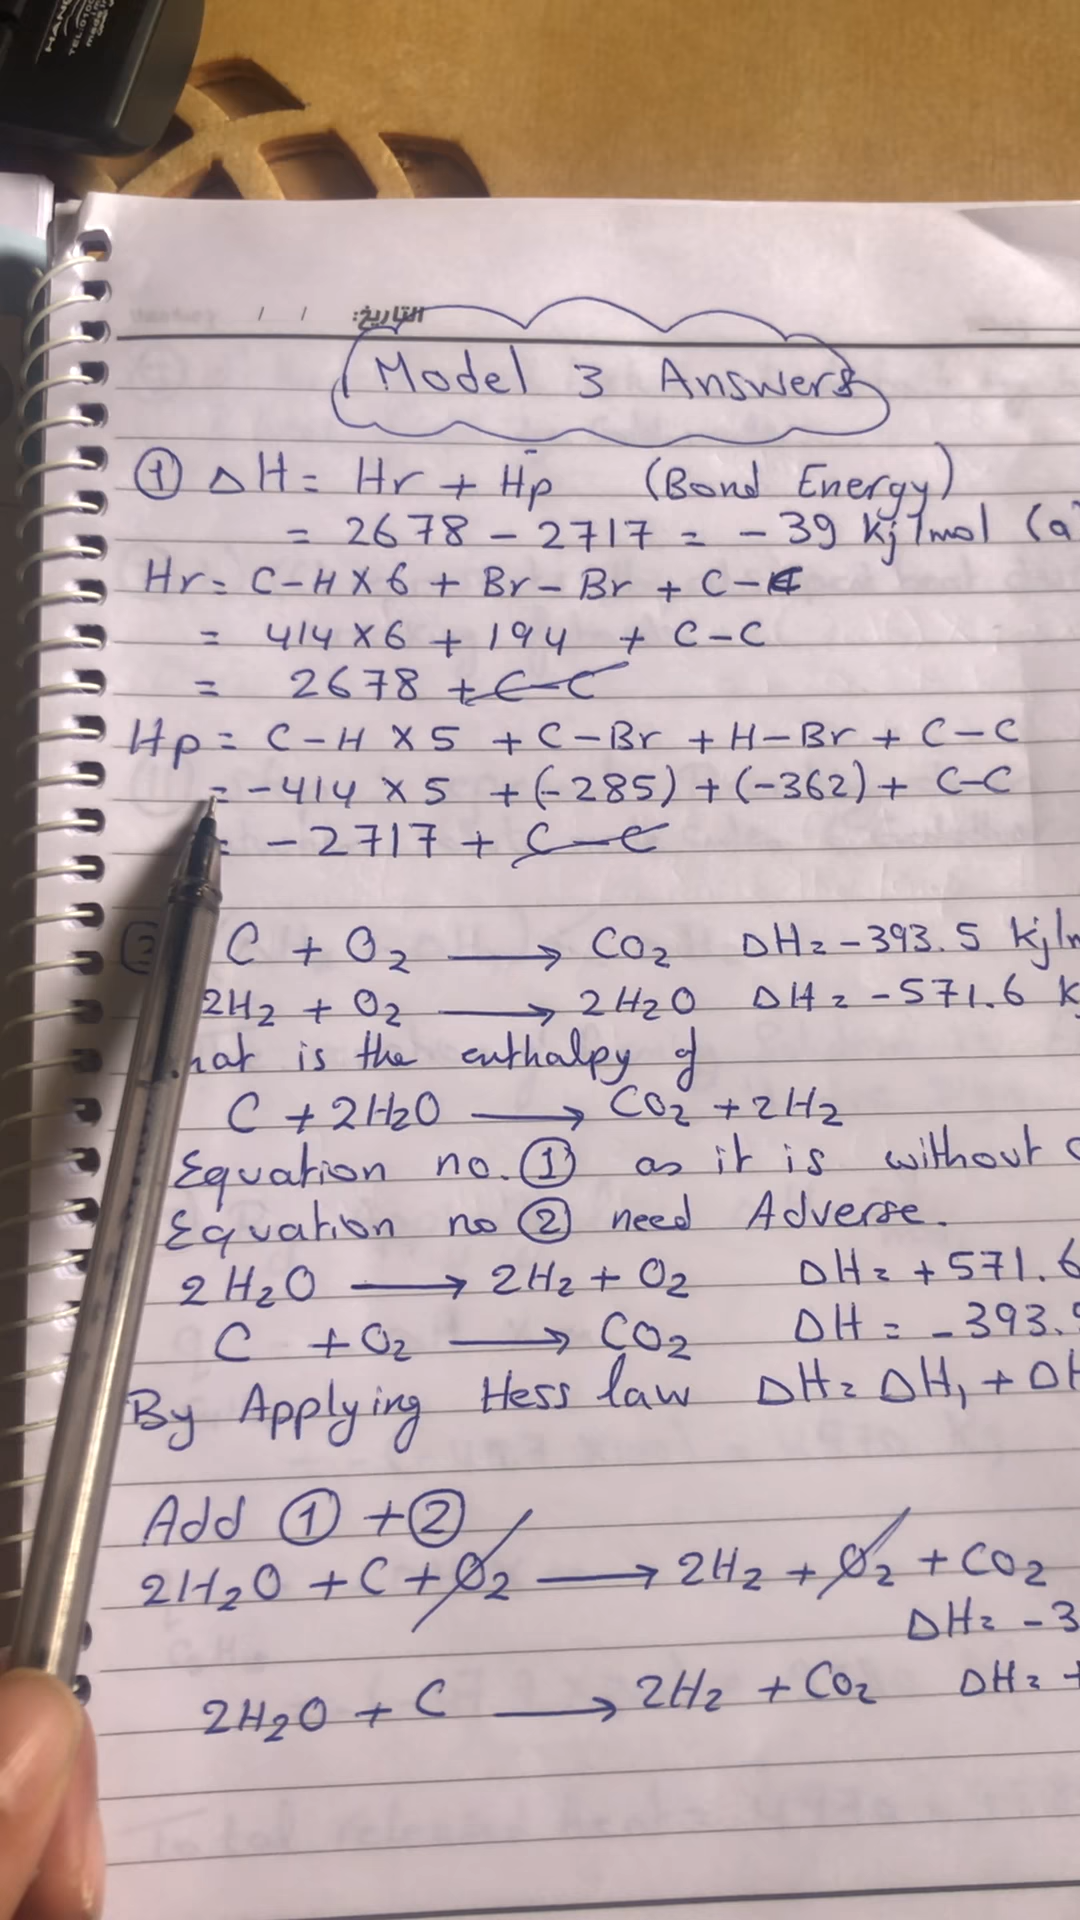 HAND
التاريخ: / /
Model 3 Answers
① ΔH = Hr + H̄p (Bond Energy)
= 2678 - 2717 = - 39 kj/mol (a)
Hr = C-H X 6 + Br - Br + C - C
= 414 X 6 + 194 + C-C
= 2678 + C-C
Hp = C-H X 5 + C-Br + H-Br + C-C
= -414 X 5 + (-285) + (-362) + C-C
= - 2717 + C-C
C + O₂ → CO₂ ΔH = -393.5 kj/m
2H₂ + O₂ → 2H₂O ΔH = -571.6 k
hat is the enthalpy of
C + 2H₂O → CO₂ + 2H₂
Equation no. ① as it is without
Equation no ② need Adverse.
2H₂O → 2H₂ + O₂ ΔH = +571.6
C + O₂ → CO₂ ΔH = -393.
By Applying Hess law ΔH = ΔH₁ + ΔH
Add ① + ②
2H₂O + C + O₂ → 2H₂ + O₂ + CO₂
ΔH = - 3
2H₂O + C → 2H₂ + CO₂ ΔH = +